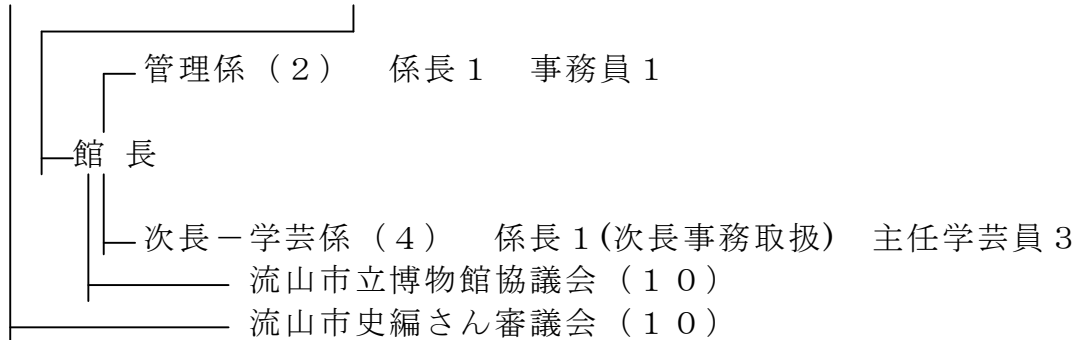 管理係（２）　係長１　事務員１
館 長
次長－学芸係（４）　係長１(次長事務取扱)　主任学芸員３
流山市立博物館協議会（１０）
流山市史編さん審議会（１０）